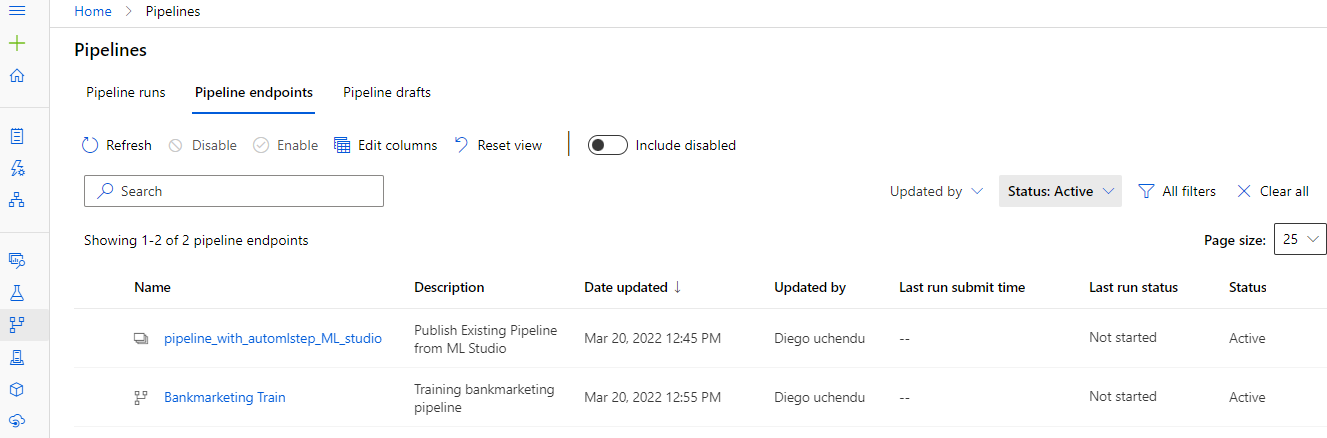 Home > Pipelines
Pipelines
Pipeline runs Pipeline endpoints Pipeline drafts
Refresh Disable Enable Edit columns Reset view Include disabled
Search Updated by Status: Active All filters Clear all
Showing 1-2 of 2 pipeline endpoints Page size: 25
Name Description Date updated ↓ Updated by Last run submit time Last run status Status
pipeline_with_automlstep_ML_studio Publish Existing Pipeline Mar 20, 2022 12:45 PM Diego uchendu -- Not started Active
from ML Studio
Bankmarketing Train Training bankmarketing Mar 20, 2022 12:55 PM Diego uchendu -- Not started Active
pipeline